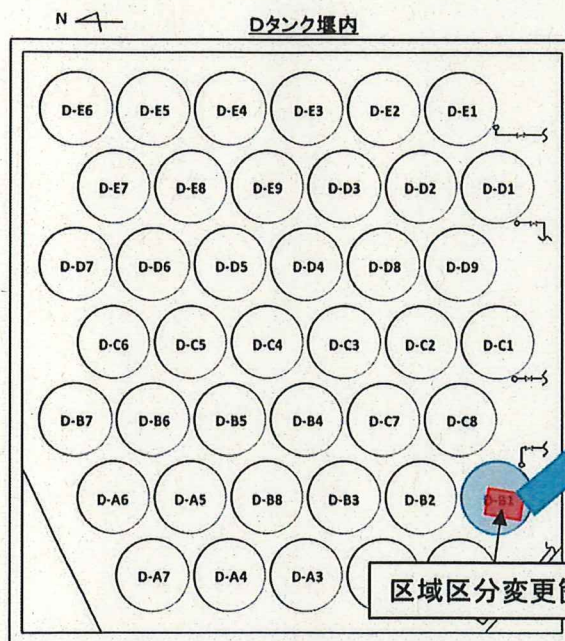 N
Dタンク堰内
D-E6 D-E5 D-E4 D-E3 D-E2 D-E1
D-E7 D-E8 D-E9 D-D3 D-D2 D-D1
D-D7 D-D6 D-D5 D-D4 D-D8 D-D9
D-C6 D-C5 D-C4 D-C3 D-C2 D-C1
D-B7 D-B6 D-B5 D-B4 D-C7 D-C8
D-A6 D-A5 D-B8 D-B3 D-B2 D-B1
D-A7 D-A4 D-A3
区域区分変更